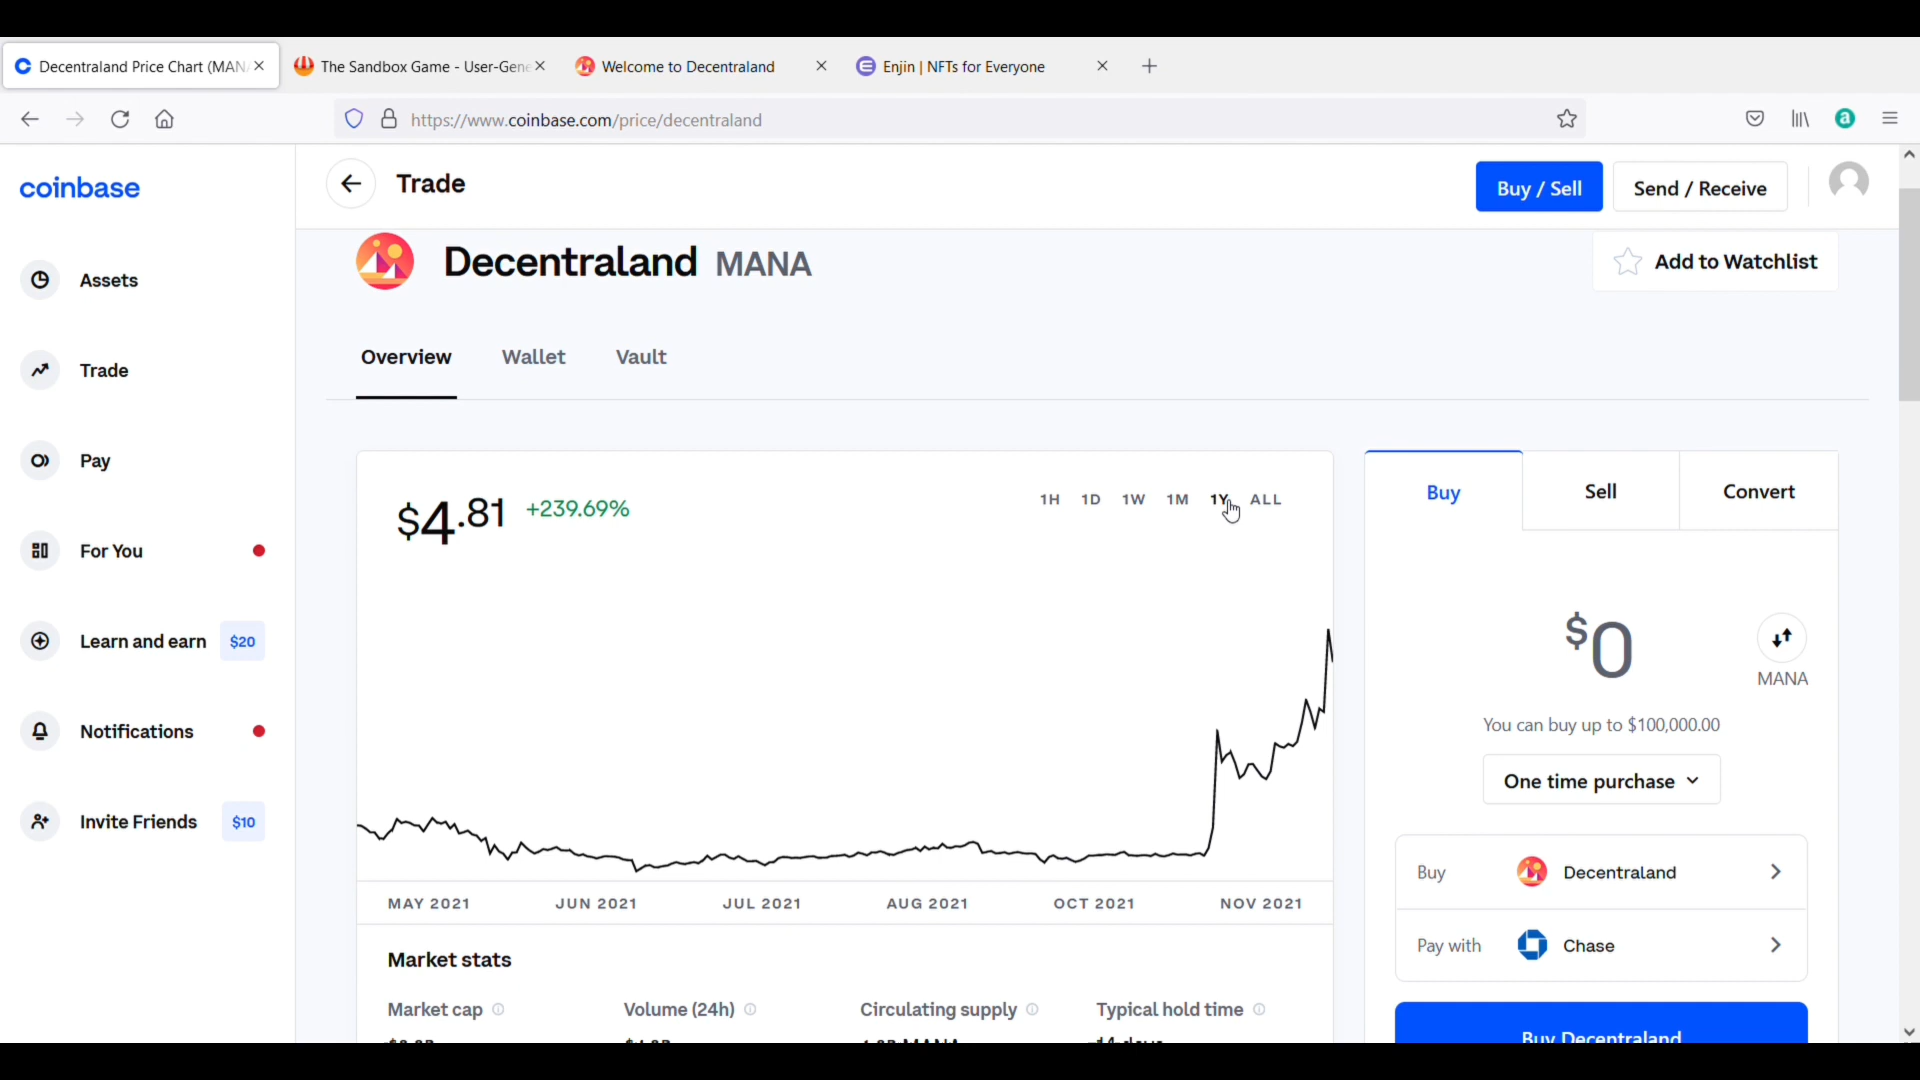 Decentraland Price Chart (MAN
The Sandbox Game - User-Gene
Welcome to Decentraland
Enjin | NFTs for Everyone
https://www.coinbase.com/price/decentraland
a
coinbase
Trade
Buy / Sell
Send / Receive
Decentraland MANA
Add to Watchlist
Assets
Trade
Pay
For You
Learn and earn $20
Notifications
Invite Friends $10
Overview Wallet Vault
$4.81 +239.69%
1H 1D 1W 1M 1Y ALL
MAY 2021 JUN 2021 JUL 2021 AUG 2021 OCT 2021 NOV 2021
Market stats
Market cap Volume (24h) Circulating supply Typical hold time
Buy Sell Convert
$0
MANA
You can buy up to $100,000.00
One time purchase
Buy Decentraland
Pay with Chase
Buy Decentraland